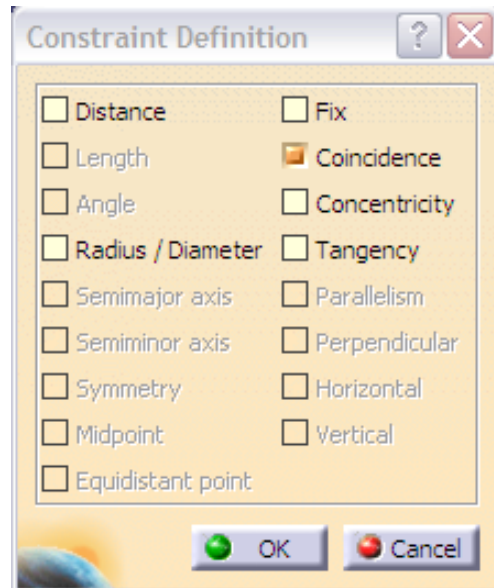 Constraint Definition
Distance
Fix
Length
Coincidence
Angle
Concentricity
Radius / Diameter
Tangency
Semimajor axis
Parallelism
Semiminor axis
Perpendicular
Symmetry
Horizontal
Midpoint
Vertical
Equidistant point
OK
Cancel